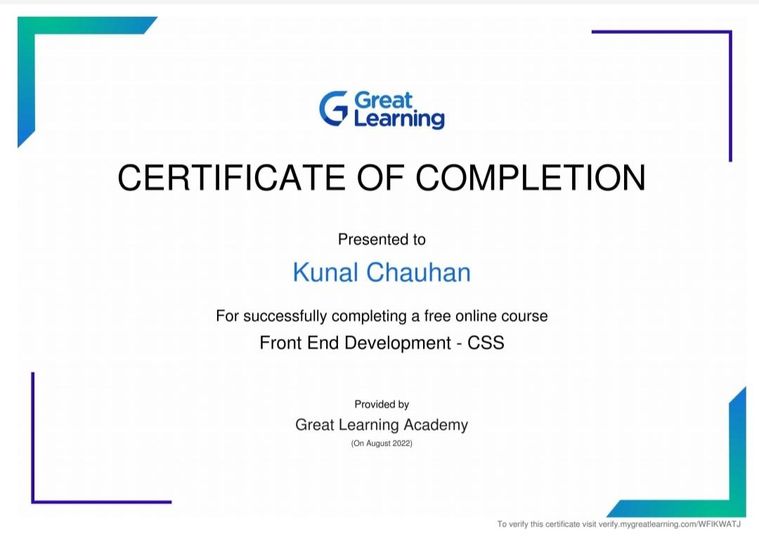 Great
Learning
CERTIFICATE OF COMPLETION
Presented to
Kunal Chauhan
For successfully completing a free online course
Front End Development - CSS
Provided by
Great Learning Academy
(On August 2022)
To verify this certificate visit verify.mygreatlearning.com/WFIKWATJ